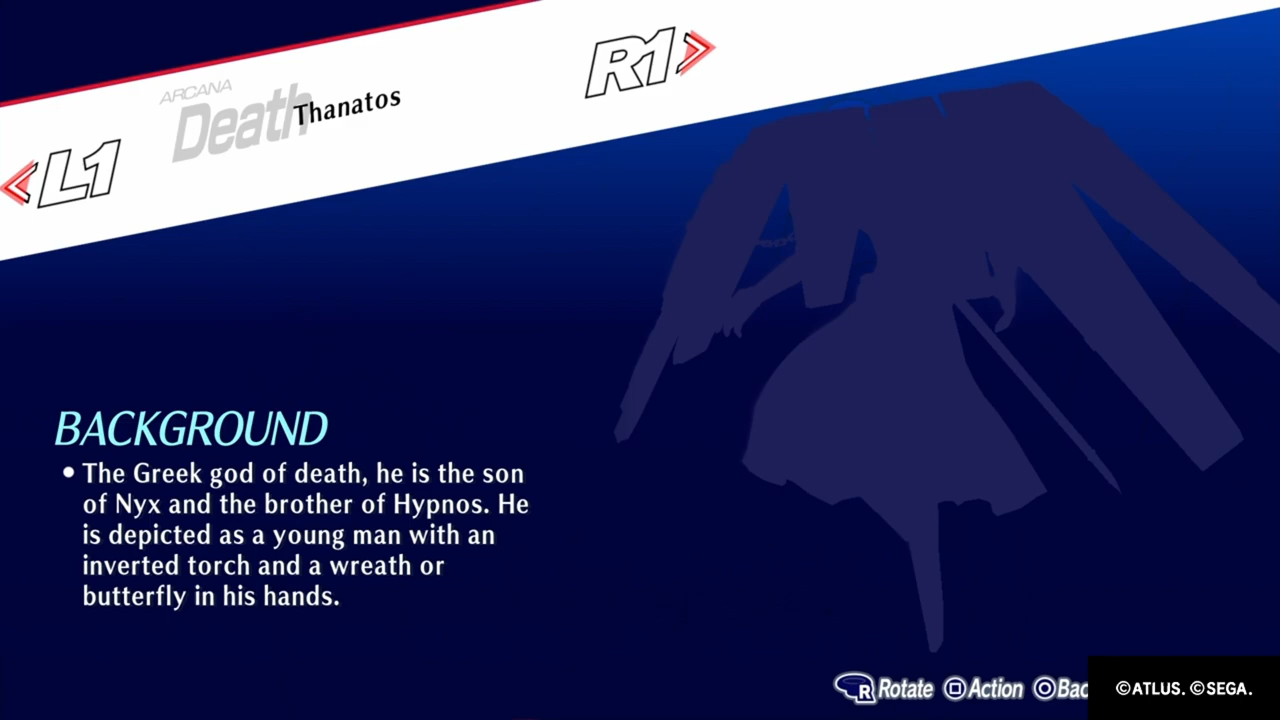 ARCANA
Death
Thanatos
R1
L1
BACKGROUND
• The Greek god of death, he is the son
of Nyx and the brother of Hypnos. He
is depicted as a young man with an
inverted torch and a wreath or
butterfly in his hands.
R Rotate Action Bac
©ATLUS. ©SEGA.